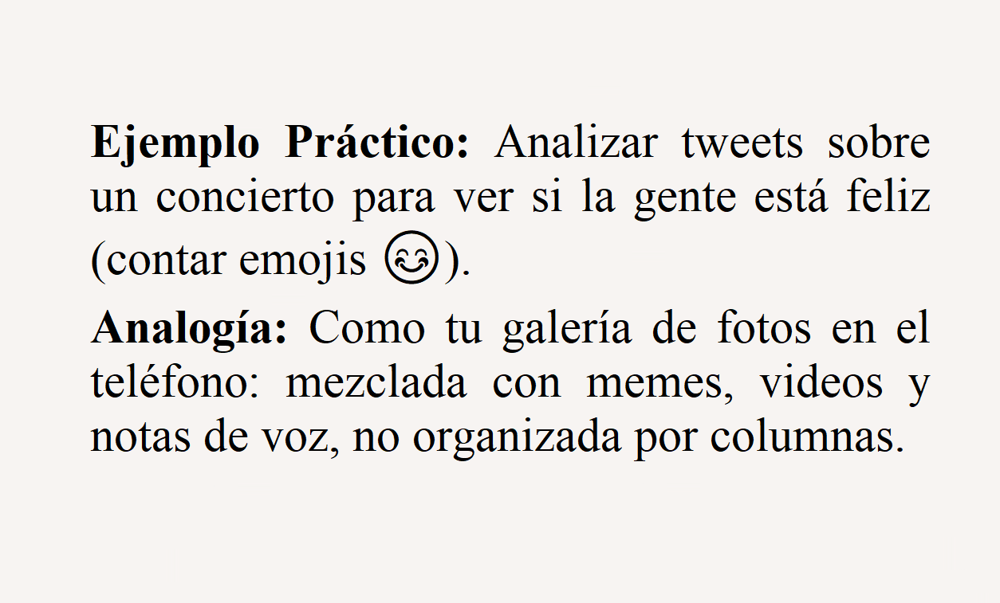 Ejemplo Práctico: Analizar tweets sobre
un concierto para ver si la gente está feliz
(contar emojis 😊).
Analogía: Como tu galería de fotos en el
teléfono: mezclada con memes, videos y
notas de voz, no organizada por columnas.